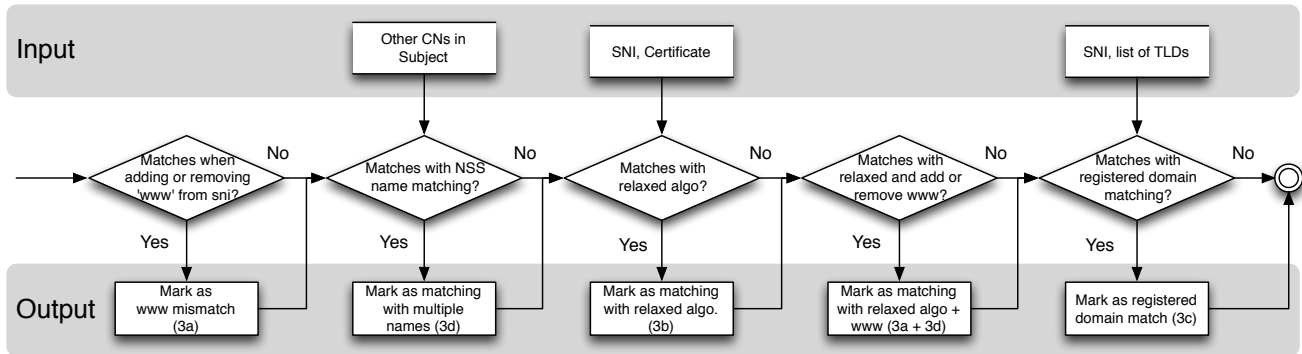 Input
Other CNs in
Subject
SNI, Certificate
SNI, list of TLDs
Matches when
adding or removing
'www' from sni?
No
Matches with NSS
name matching?
No
Matches with
relaxed algo?
No
Matches with
relaxed and add or
remove www?
No
Matches with
registered domain
matching?
No
Yes
Yes
Yes
Yes
Yes
Output
Mark as
www mismatch
(3a)
Mark as matching
with multiple
names (3d)
Mark as matching
with relaxed algo.
(3b)
Mark as matching
with relaxed algo +
www (3a + 3d)
Mark as registered
domain match (3c)